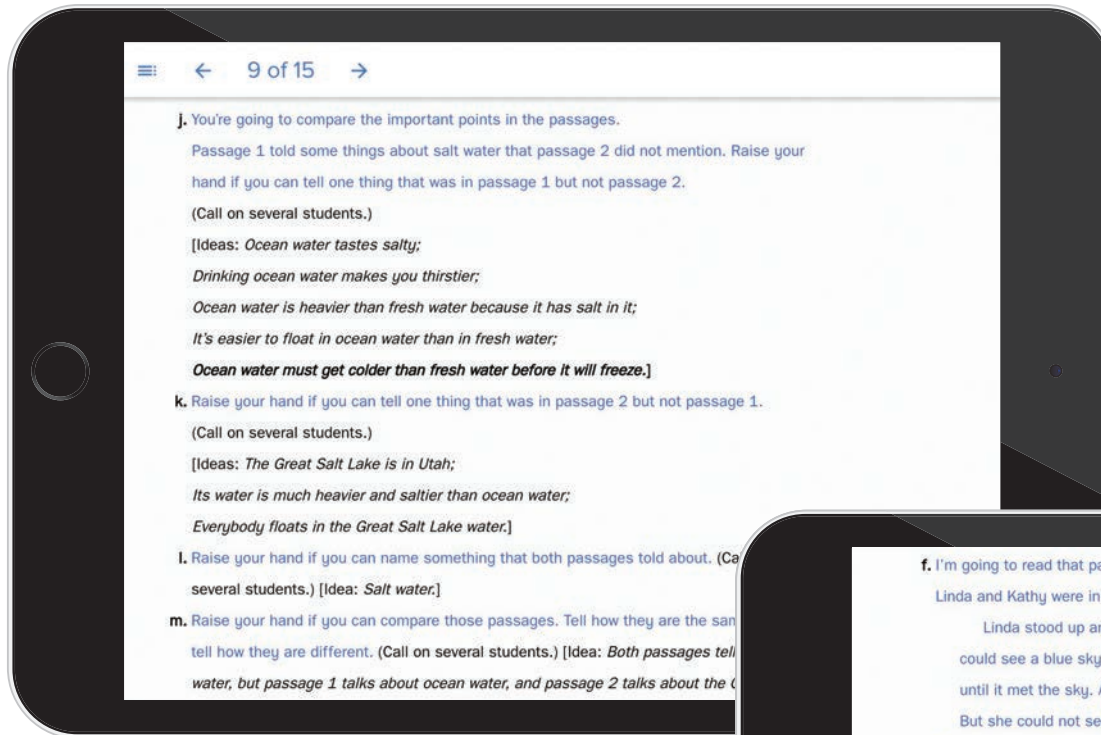 9 of 15
j. You're going to compare the important points in the passages.
Passage 1 told some things about salt water that passage 2 did not mention. Raise your
hand if you can tell one thing that was in passage 1 but not passage 2.
(Call on several students.)
[Ideas: Ocean water tastes salty;
Drinking ocean water makes you thirstier;
Ocean water is heavier than fresh water because it has salt in it;
It's easier to float in ocean water than in fresh water;
Ocean water must get colder than fresh water before it will freeze.]
k. Raise your hand if you can tell one thing that was in passage 2 but not passage 1.
(Call on several students.)
[Ideas: The Great Salt Lake is in Utah;
Its water is much heavier and saltier than ocean water;
Everybody floats in the Great Salt Lake water.]
l. Raise your hand if you can name something that both passages told about.
several students.) [Idea: Salt water.]
m. Raise your hand if you can compare those passages. Tell how they are the
tell how they are different. (Call on several students.) [Idea: Both passages
water, but passage 1 talks about ocean water, and passage 2 talks about the
f. I'm going to read that
Linda and Kathy were in
Linda stood up
could see a blue sky
until it met the sky.
But she could not